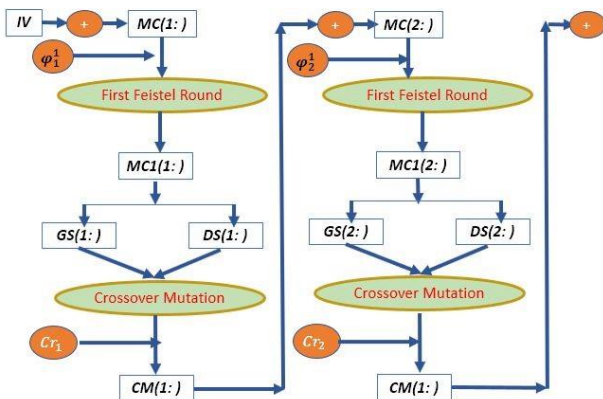 IV + MC(1: ) + MC(2: ) +
φ₁¹ φ₂¹
First Feistel Round First Feistel Round
MC1(1: ) MC1(2: )
GS(1: ) DS(1: ) GS(2: ) DS(2: )
Crossover Mutation Crossover Mutation
Cr₁ Cr₂
CM(1: ) CM(1: )